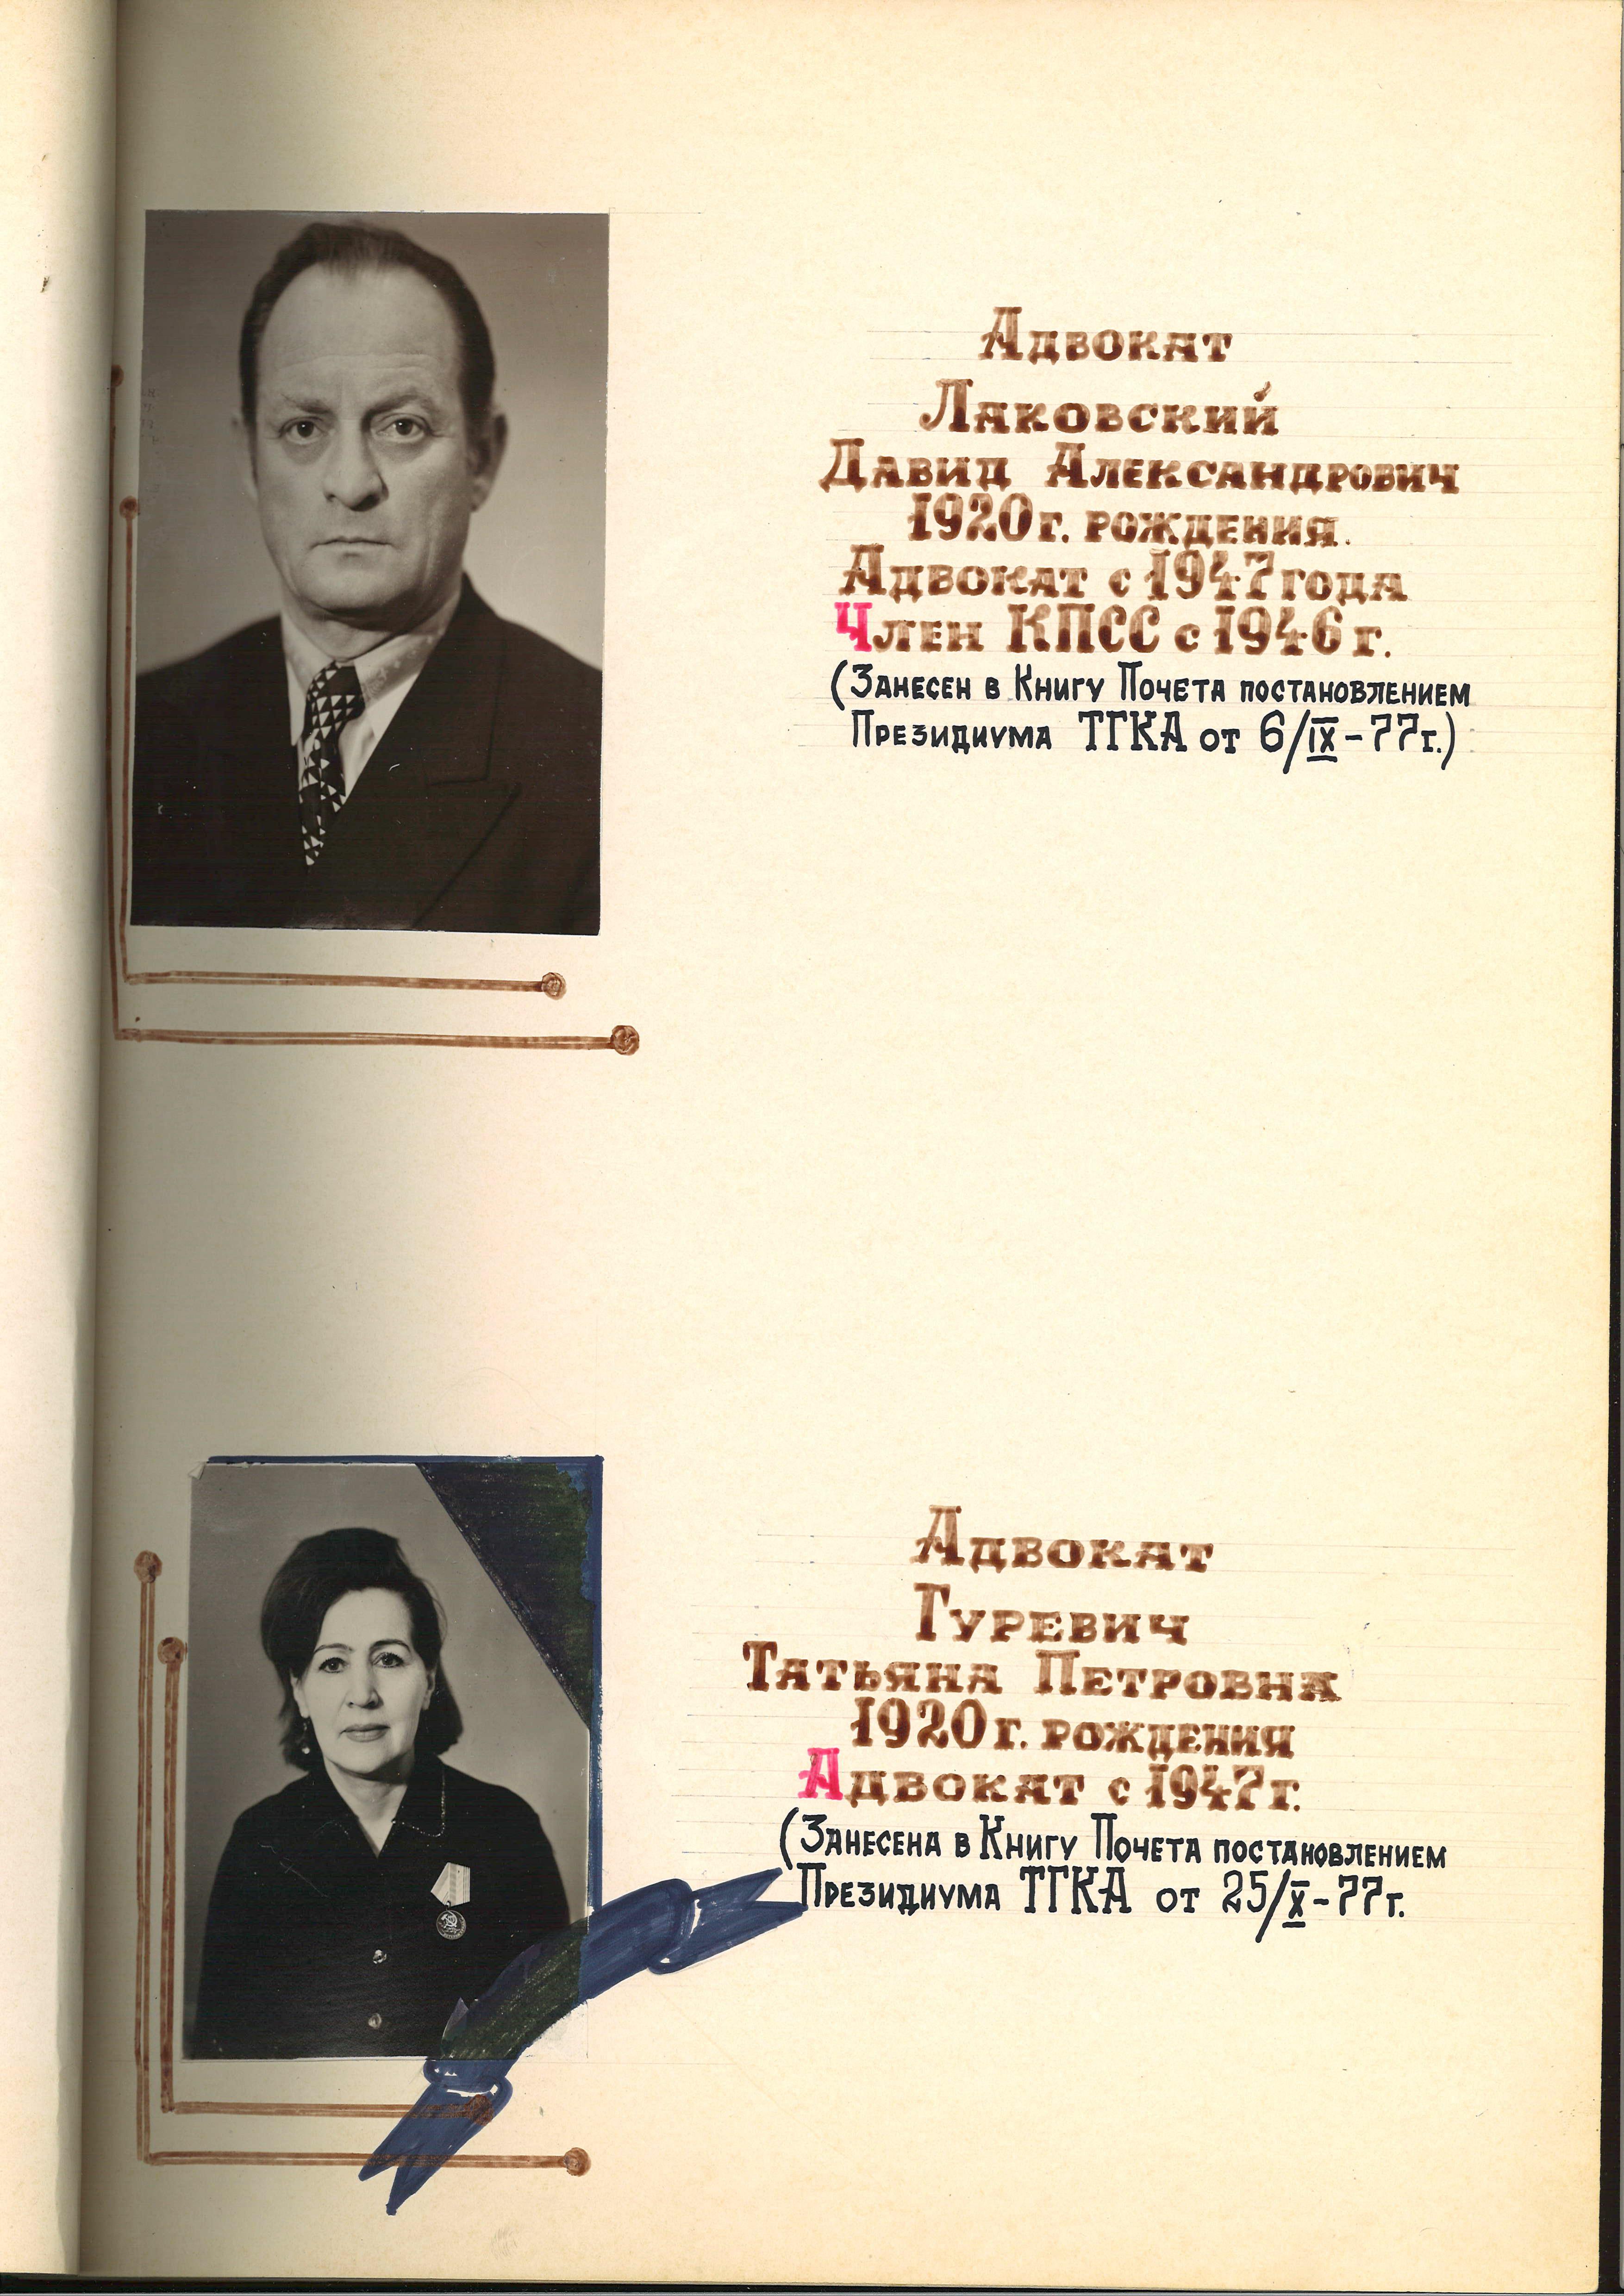 Адвокат
Лаковский
Давид Александрович
1920 г. рождения.
Адвокат с 1947 года
Член КПСС с 1946 г.
(Занесен в Книгу Почета постановлением
Президиума ТГКА от 6/IX-77 г.)
Адвокат
Гуревич
Татьяна Петровна
1920 г. рождения
Адвокат с 1947 г.
(Занесена в Книгу Почета постановлением
Президиума ТГКА от 25/X-77 г.